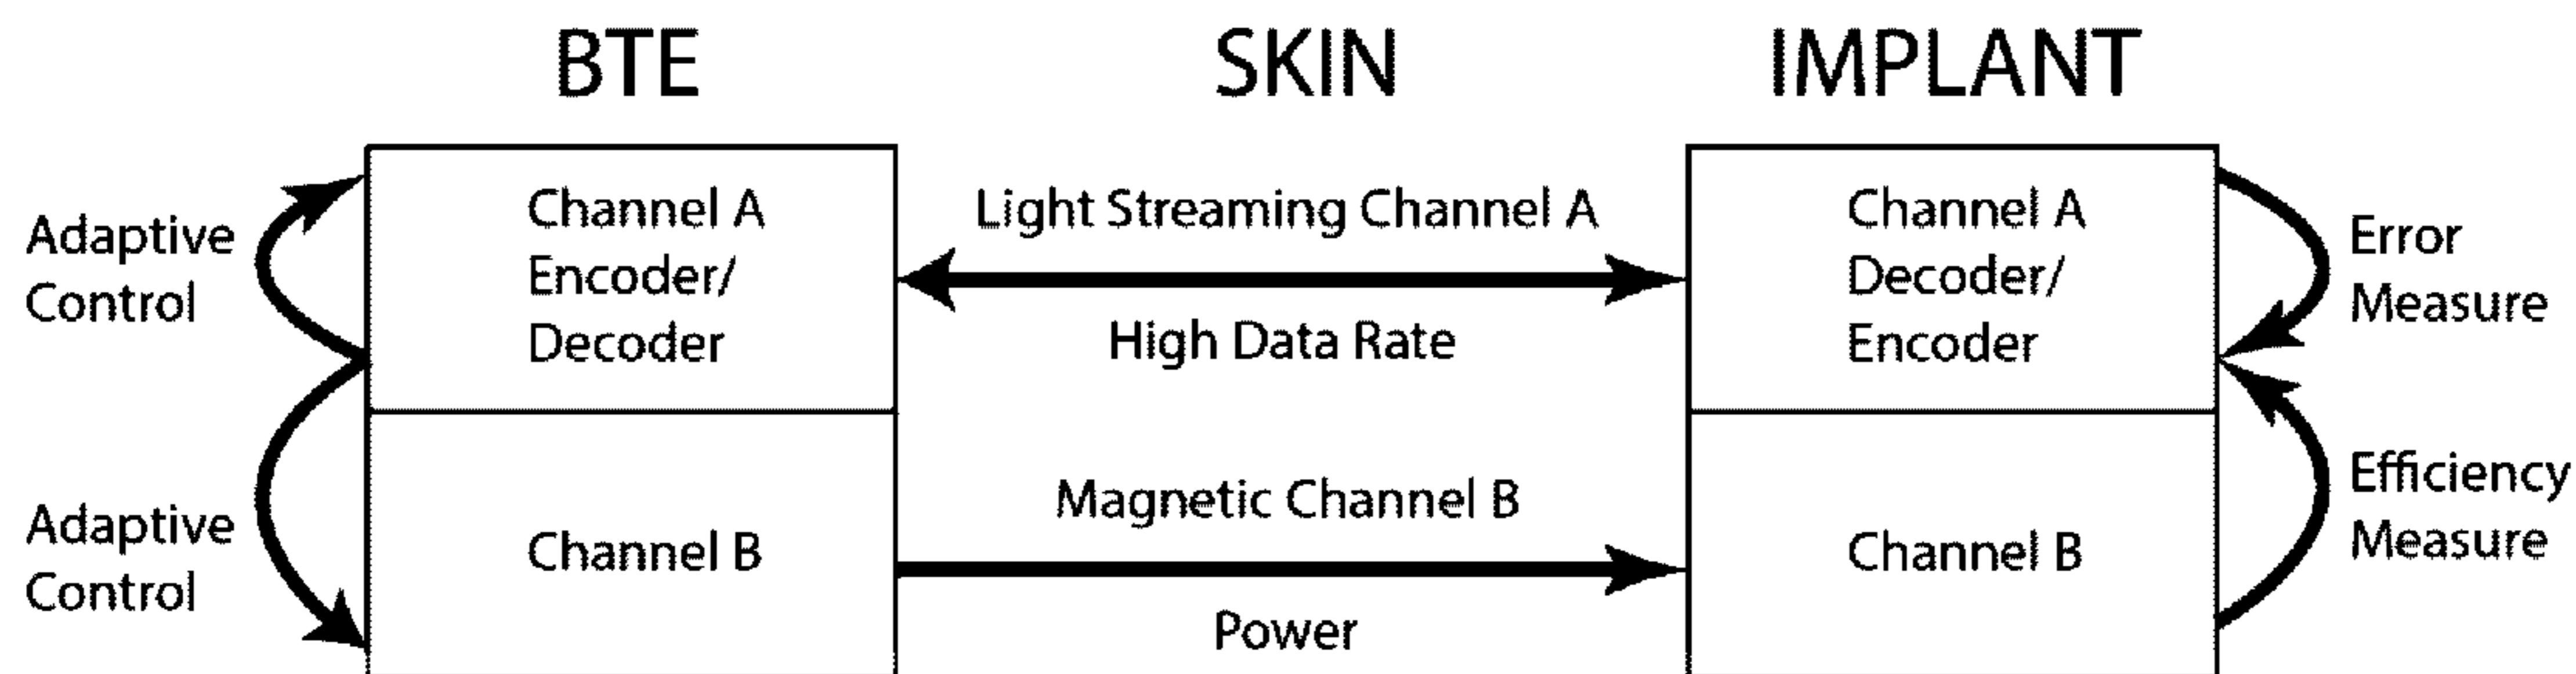 BTE
SKIN
IMPLANT
Adaptive
Control
Channel A
Encoder/
Decoder
Light Streaming Channel A
High Data Rate
Channel A
Decoder/
Encoder
Error
Measure
Adaptive
Control
Channel B
Magnetic Channel B
Power
Channel B
Efficiency
Measure